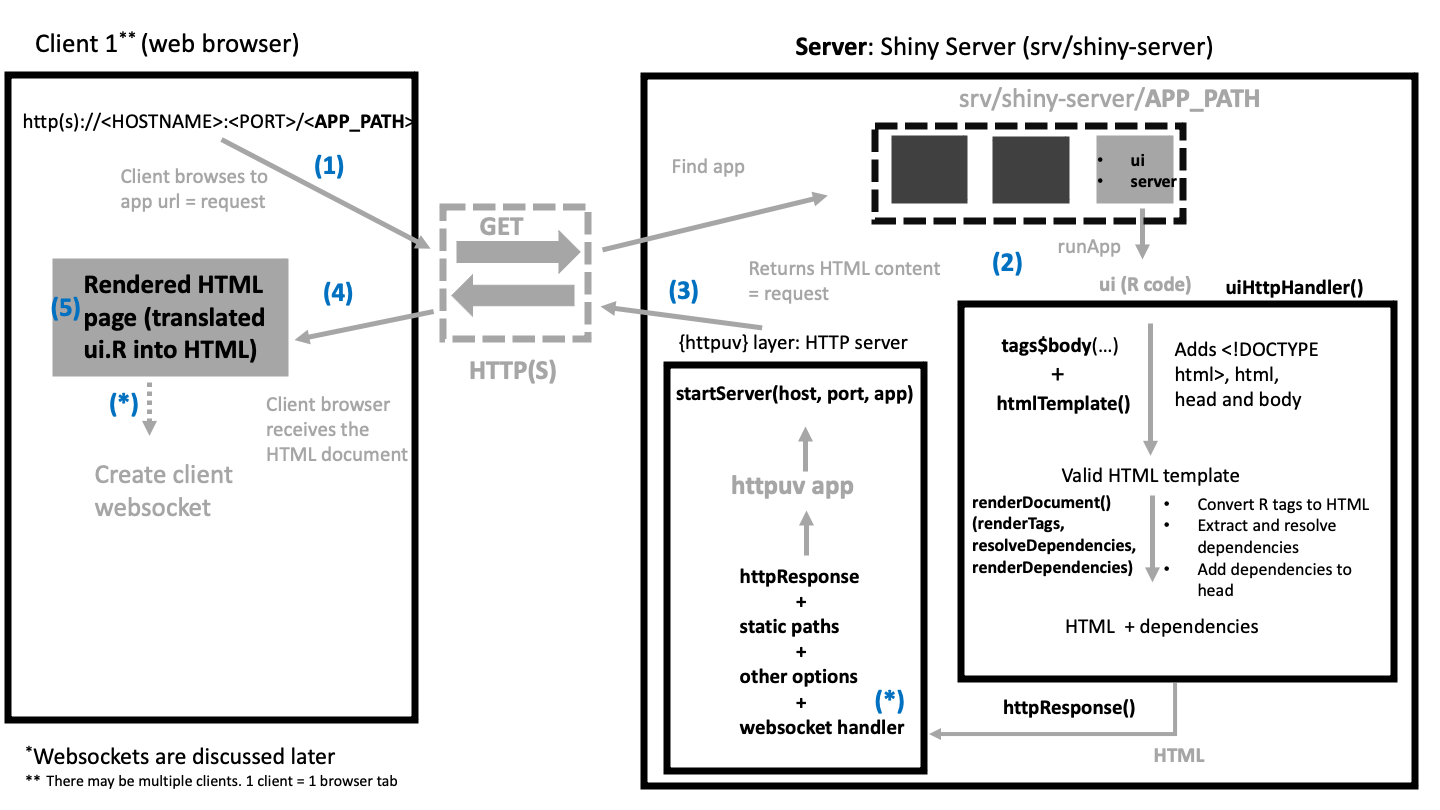 Client 1** (web browser)
http(s)://<HOSTNAME>:<PORT>/<APP_PATH>
(1)
Client browses to
app url = request
GET
HTTP(S)
(4)
(5)
Rendered HTML
page (translated
ui.R into HTML)
(*)
Client browser
receives the
HTML document
Create client
websocket
*Websockets are discussed later
** There may be multiple clients. 1 client = 1 browser tab
Server: Shiny Server (srv/shiny-server)
srv/shiny-server/APP_PATH
Find app
• ui
• server
runApp
(2)
Returns HTML content
= request
(3)
{httpuv} layer: HTTP server
startServer(host, port, app)
httpuv app
httpResponse
+
static paths
+
other options
+
(*)
websocket handler
ui (R code)
uiHttpHandler()
tags$body(...)
+
htmlTemplate()
Adds <!DOCTYPE
html>, html,
head and body
Valid HTML template
renderDocument()
(renderTags,
resolveDependencies,
renderDependencies)
• Convert R tags to HTML
• Extract and resolve
dependencies
• Add dependencies to
head
HTML + dependencies
httpResponse()
HTML